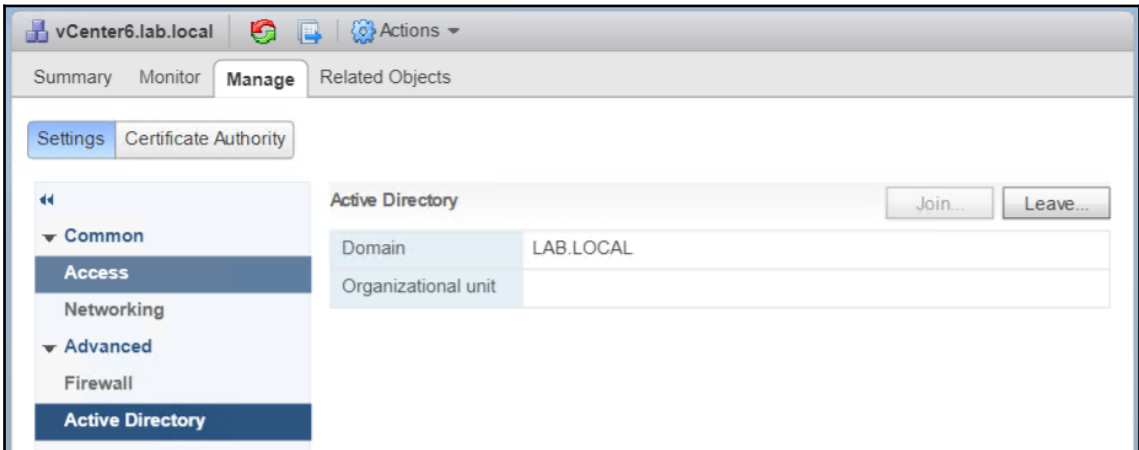 vCenter6.lab.local Actions
Summary Monitor Manage Related Objects
Settings Certificate Authority
Active Directory Join... Leave...
Common
Domain LAB.LOCAL
Access
Organizational unit
Networking
Advanced
Firewall
Active Directory